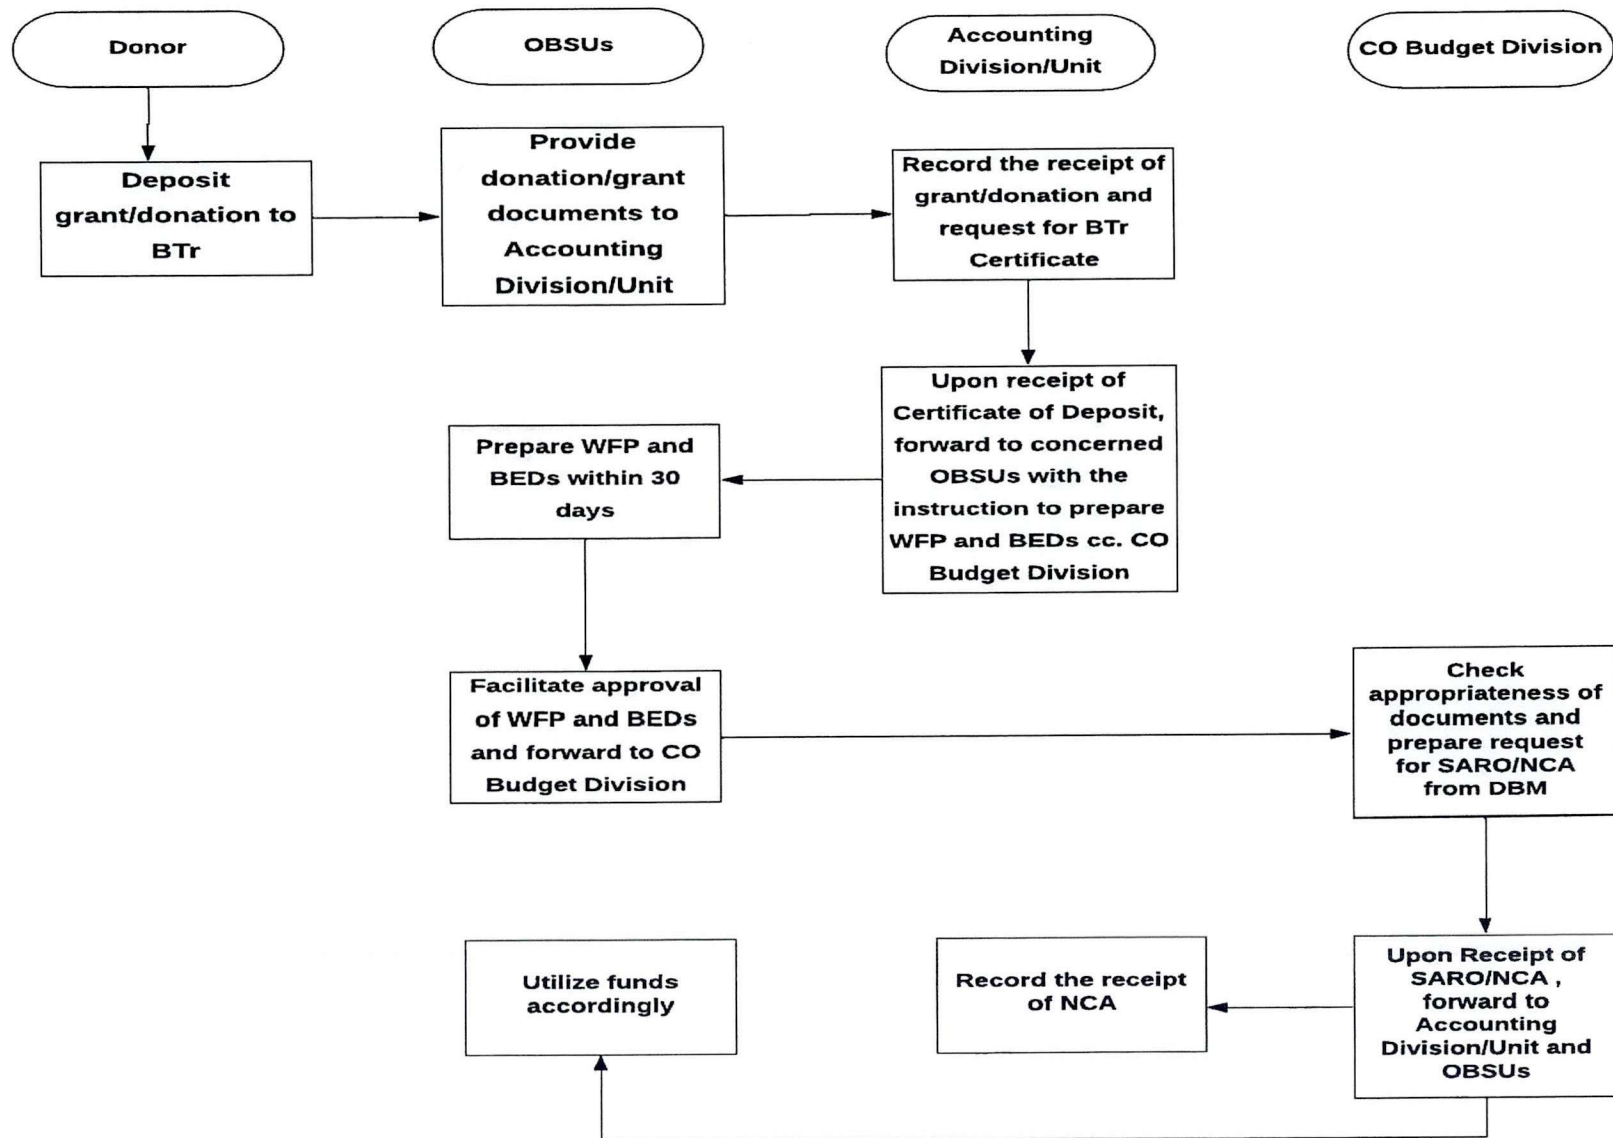 Donor
OBSUs
Accounting
Division/Unit
CO Budget Division
Deposit
grant/donation to
BTr
Provide
donation/grant
documents to
Accounting
Division/Unit
Record the receipt of
grant/donation and
request for BTr
Certificate
Upon receipt of
Certificate of Deposit,
forward to concerned
OBSUs with the
instruction to prepare
WFP and BEDs cc. CO
Budget Division
Prepare WFP and
BEDs within 30
days
Facilitate approval
of WFP and BEDs
and forward to CO
Budget Division
Check
appropriateness of
documents and
prepare request
for SARO/NCA
from DBM
Upon Receipt of
SARO/NCA ,
forward to
Accounting
Division/Unit and
OBSUs
Record the receipt
of NCA
Utilize funds
accordingly